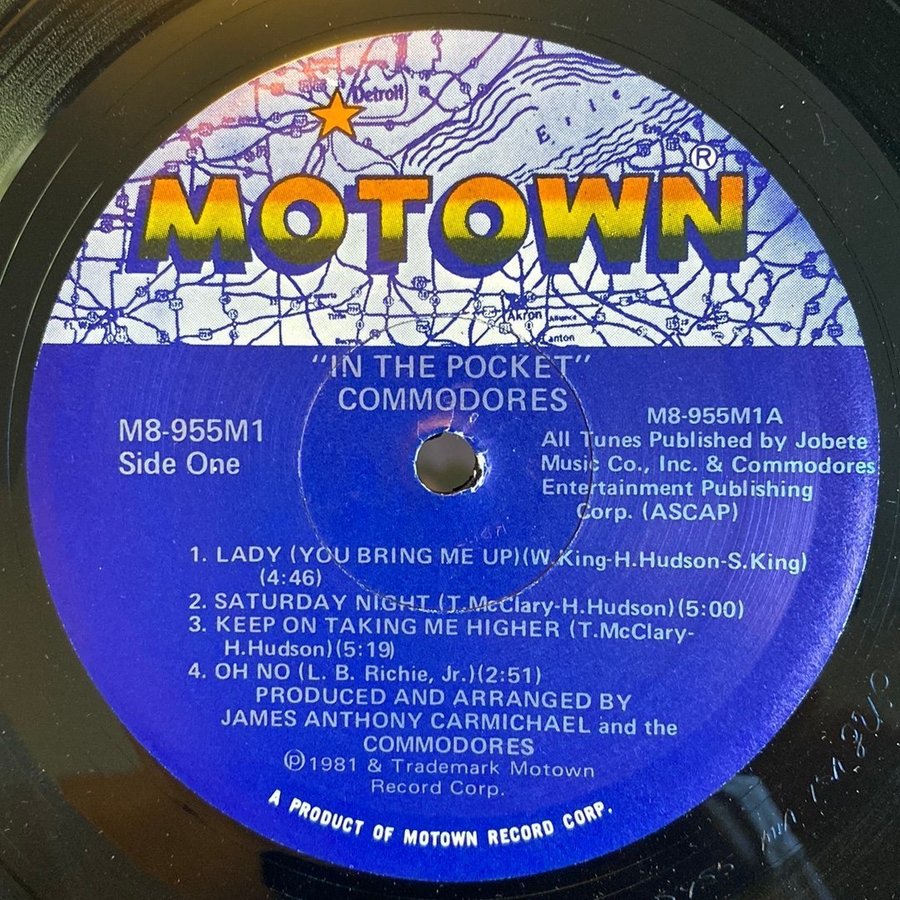 Detroit
Erie
®
MOTOWN
Akron
"IN THE POCKET"
COMMODORES
M8-955M1
Side One
M8-955M1A
All Tunes Published by Jobete
Music Co., Inc. & Commodores
Entertainment Publishing
Corp. (ASCAP)
1. LADY (YOU BRING ME UP)(W.King-H.Hudson-S.King)
(4:46)
2. SATURDAY NIGHT (T.McClary-H.Hudson)(5:00)
3. KEEP ON TAKING ME HIGHER (T.McClary-
H.Hudson)(5:19)
4. OH NO (L. B. Richie, Jr.)(2:51)
PRODUCED AND ARRANGED BY
JAMES ANTHONY CARMICHAEL and the
COMMODORES
℗1981 & Trademark Motown
Record Corp.
A PRODUCT OF MOTOWN RECORD CORP.